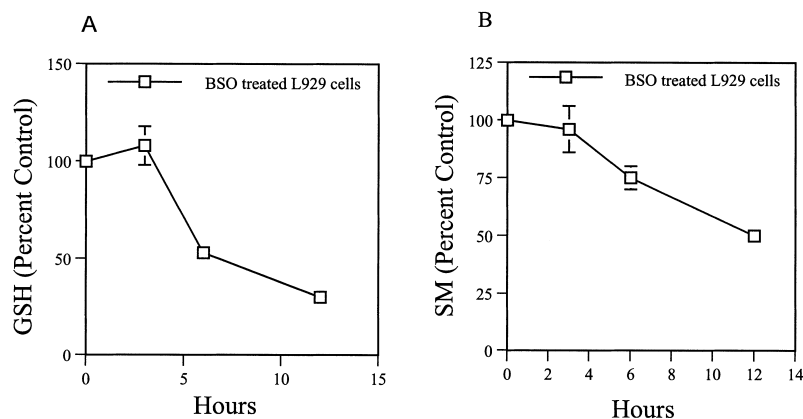 A
B
150
BSO treated L929 cells
100
50
0
GSH (Percent Control)
0 5 10 15
Hours
125
BSO treated L929 cells
100
75
50
25
0
SM (Percent Control)
0 2 4 6 8 10 12 14
Hours